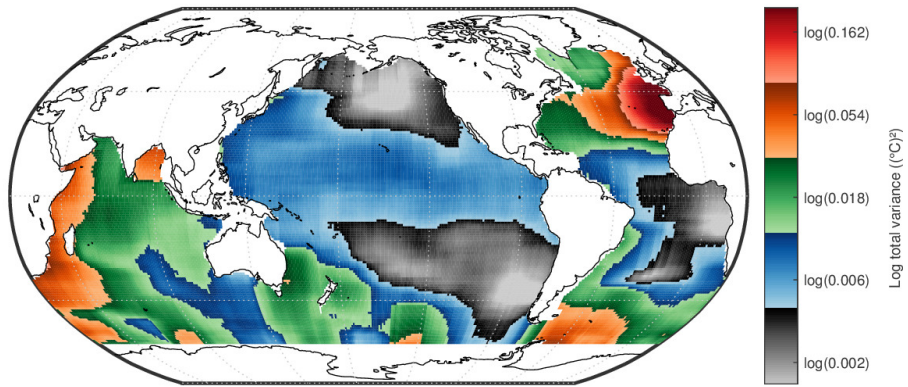 log(0.162)
log(0.054)
log(0.018)
log(0.006)
log(0.002)
Log total variance ((°C)²)